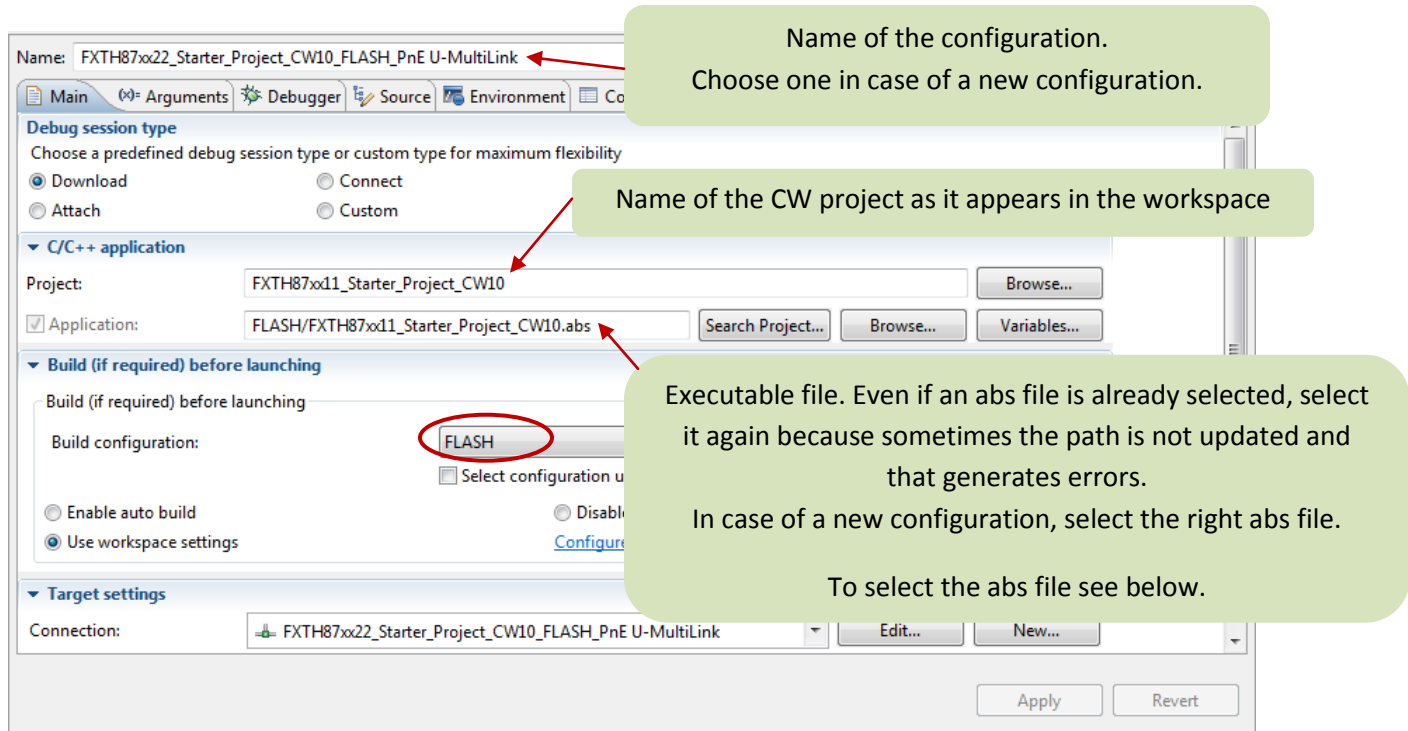 Name of the configuration.
Choose one in case of a new configuration.
Name: FXTH87xx22_Starter_Project_CW10_FLASH_PnE U-MultiLink
Main (x)= Arguments Debugger Source Environment Co
Debug session type
Choose a predefined debug session type or custom type for maximum flexibility
Download Connect
Attach Custom
Name of the CW project as it appears in the workspace
C/C++ application
Project: FXTH87xx11_Starter_Project_CW10 Browse...
Application: FLASH/FXTH87xx11_Starter_Project_CW10.abs Search Project... Browse... Variables...
Build (if required) before launching
Build (if required) before launching
Build configuration: FLASH
Select configuration u
Enable auto build Disabl
Use workspace settings Configure
Executable file. Even if an abs file is already selected, select
it again because sometimes the path is not updated and
that generates errors.
In case of a new configuration, select the right abs file.
To select the abs file see below.
Target settings
Connection: FXTH87xx22_Starter_Project_CW10_FLASH_PnE U-MultiLink Edit... New...
Apply Revert